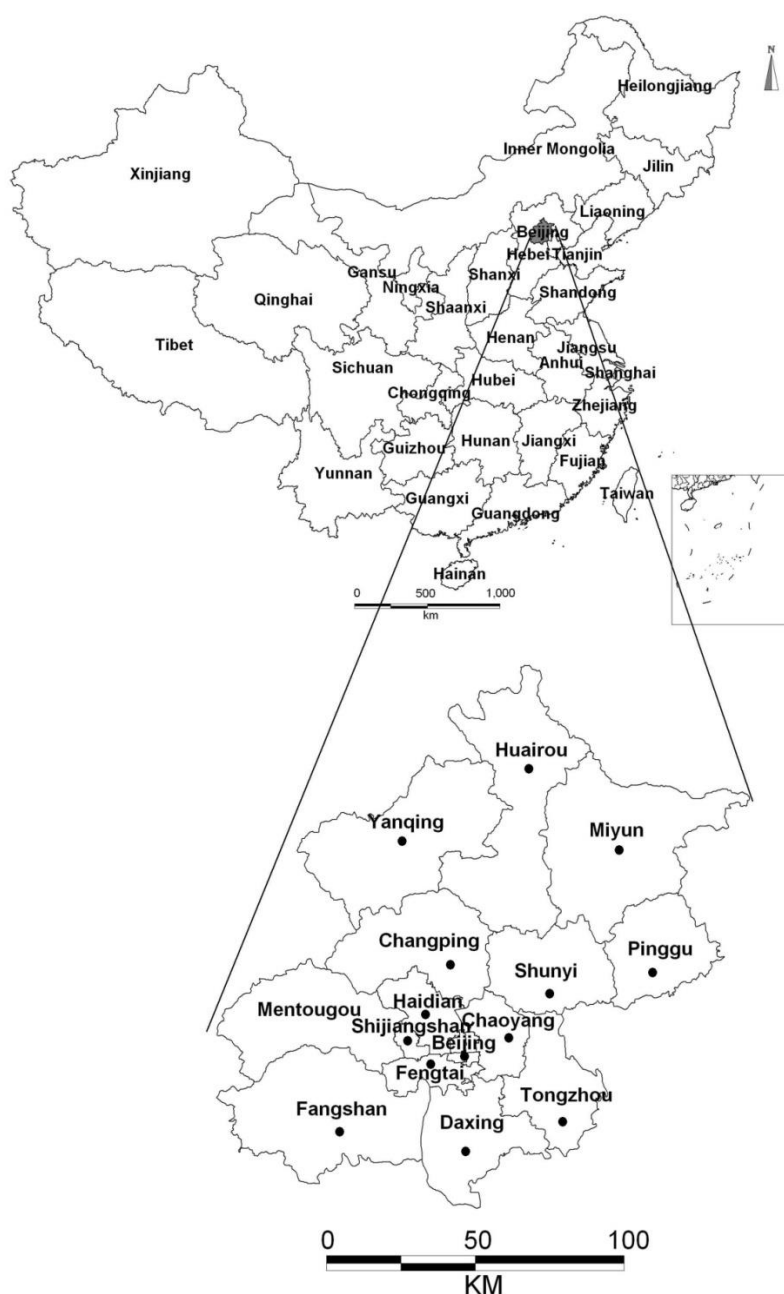 N
Heilongjiang
Inner Mongolia
Jilin
Xinjiang
Liaoning
Beijing
Hebei Tianjin
Gansu
Shanxi
Ningxia
Shandong
Qinghai
Shaanxi
Henan
Tibet
Jiangsu
Sichuan
Anhui
Shanghai
Hubei
Chongqing
Zhejiang
Hunan
Jiangxi
Guizhou
Fujian
Yunnan
Taiwan
Guangxi
Guangdong
Hainan
0 500 1,000
km
Huairou
Yanqing
Miyun
Changping
Pinggu
Shunyi
Haidian
Mentougou
Chaoyang
Shijiangshan
Beijing
Fengtai
Tongzhou
Fangshan
Daxing
0 50 100
KM